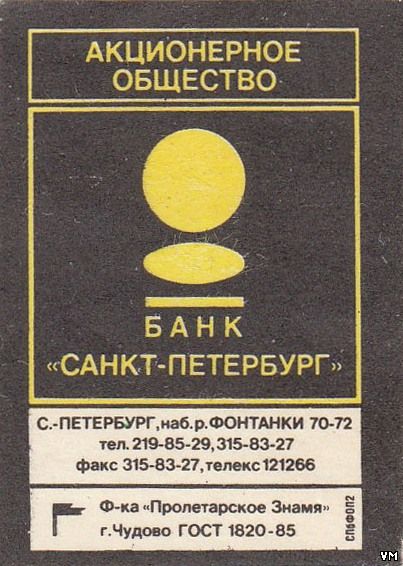 АКЦИОНЕРНОЕ
ОБЩЕСТВО
БАНК
«САНКТ-ПЕТЕРБУРГ»
С.-ПЕТЕРБУРГ, наб.р.ФОНТАНКИ 70-72
тел. 219-85-29, 315-83-27
факс 315-83-27, телекс 121266
Ф-ка «Пролетарское Знамя»
г.Чудово ГОСТ 1820-85
СПбФОП2
VM